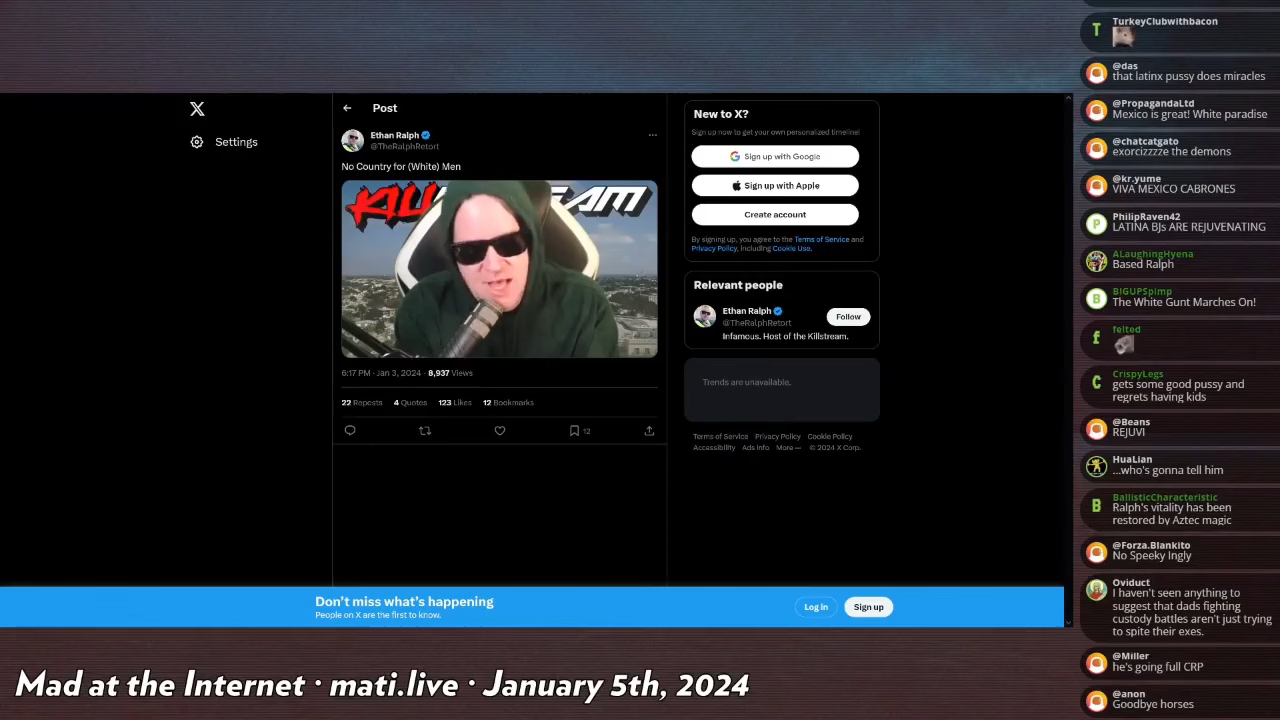 Post
Ethan Ralph
@TheRalphRetort
No Country for (White) Men
KILL
EAM
6:17 PM · Jan 3, 2024 · 8,937 Views
22 Reposts 4 Quotes 123 Likes 12 Bookmarks
12
Settings
New to X?
Sign up now to get your own personalized timeline!
Sign up with Google
Sign up with Apple
Create account
By signing up, you agree to the Terms of Service and
Privacy Policy, including Cookie Use.
Relevant people
Ethan Ralph
@TheRalphRetort
Follow
Infamous. Host of the Killstream.
Trends are unavailable.
Terms of Service Privacy Policy Cookie Policy
Accessibility Ads info More ··· © 2024 X Corp.
Don't miss what's happening
People on X are the first to know.
Log in
Sign up
Mad at the Internet · mati.live · January 5th, 2024
T
TurkeyClubwithbacon
@das
that latinx pussy does miracles
@PropagandaLtd
Mexico is great! White paradise
@chatcatgato
exorcizzzze the demons
@kr.yume
VIVA MEXICO CABRONES
P
PhilipRaven42
LATINA BJs ARE REJUVENATING
ALaughingHyena
Based Ralph
B
BIGUPSpimp
The White Gunt Marches On!
f
felted
C
CrispyLegs
gets some good pussy and
regrets having kids
@Beans
REJUVI
HuaLian
...who's gonna tell him
B
BallisticCharacteristic
Ralph's vitality has been
restored by Aztec magic
@Forza.Blankito
No Speeky Ingly
Oviduct
I haven't seen anything to
suggest that dads fighting
custody battles aren't just trying
to spite their exes.
@Miller
he's going full CRP
@anon
Goodbye horses